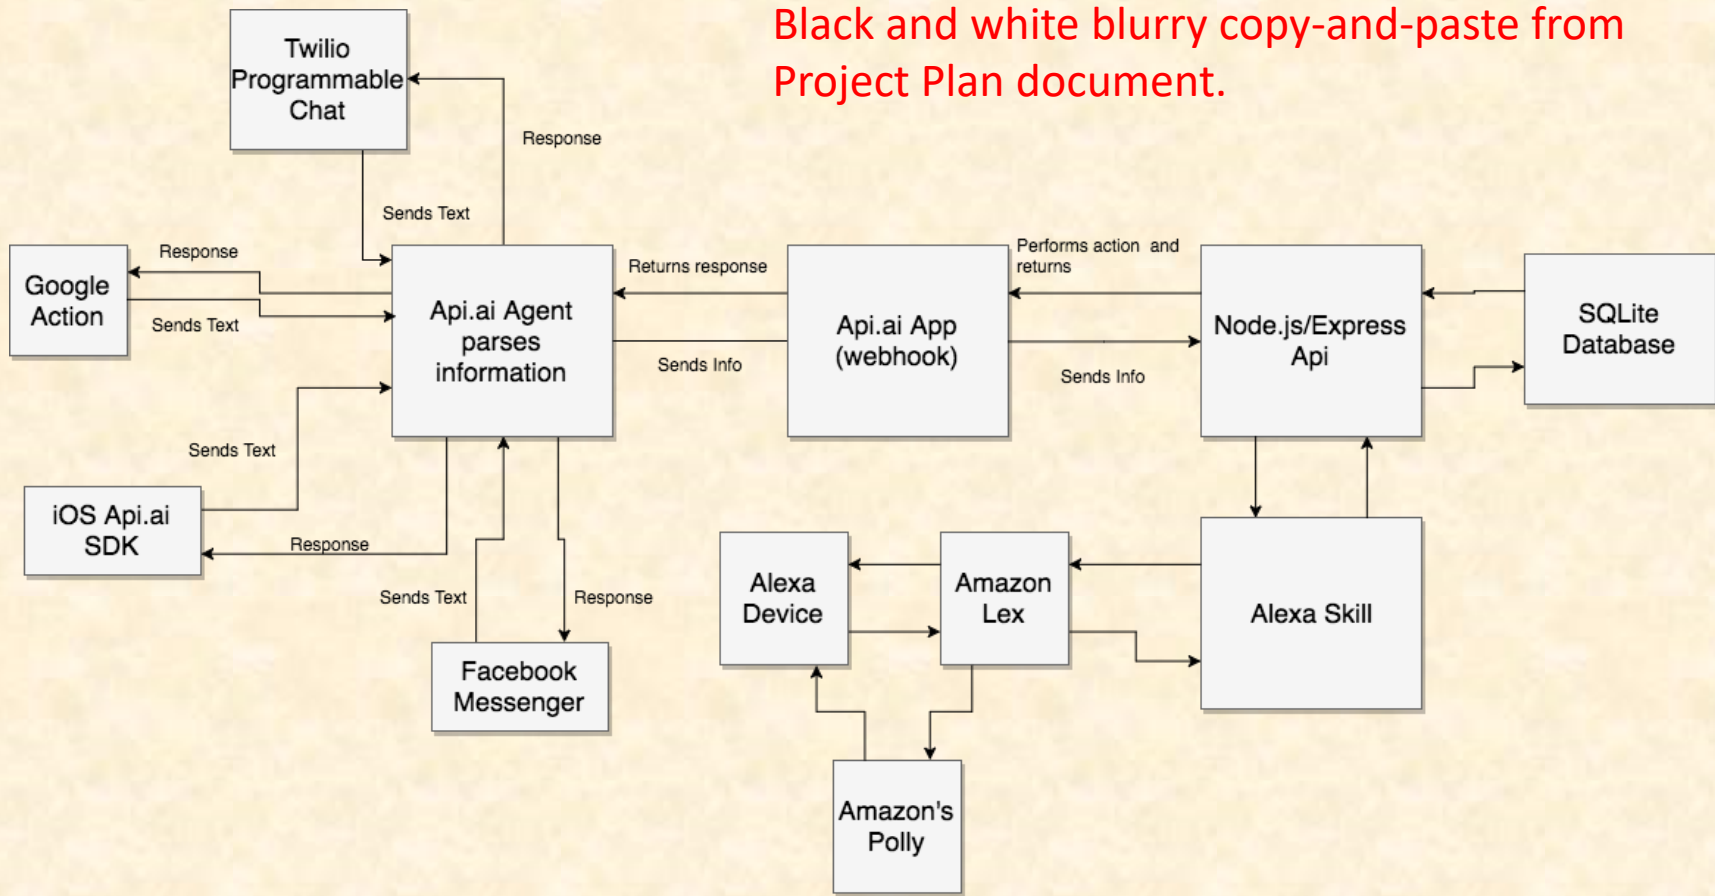 Black and white blurry copy-and-paste from
Project Plan document.
Twilio
Programmable
Chat
Response
Sends Text
Google
Action
Response
Sends Text
Api.ai Agent
parses
information
Returns response
Sends Info
Api.ai App
(webhook)
Performs action and
returns
Sends Info
Node.js/Express
Api
SQLite
Database
Sends Text
iOS Api.ai
SDK
Response
Sends Text
Response
Facebook
Messenger
Alexa
Device
Amazon
Lex
Alexa Skill
Amazon's
Polly